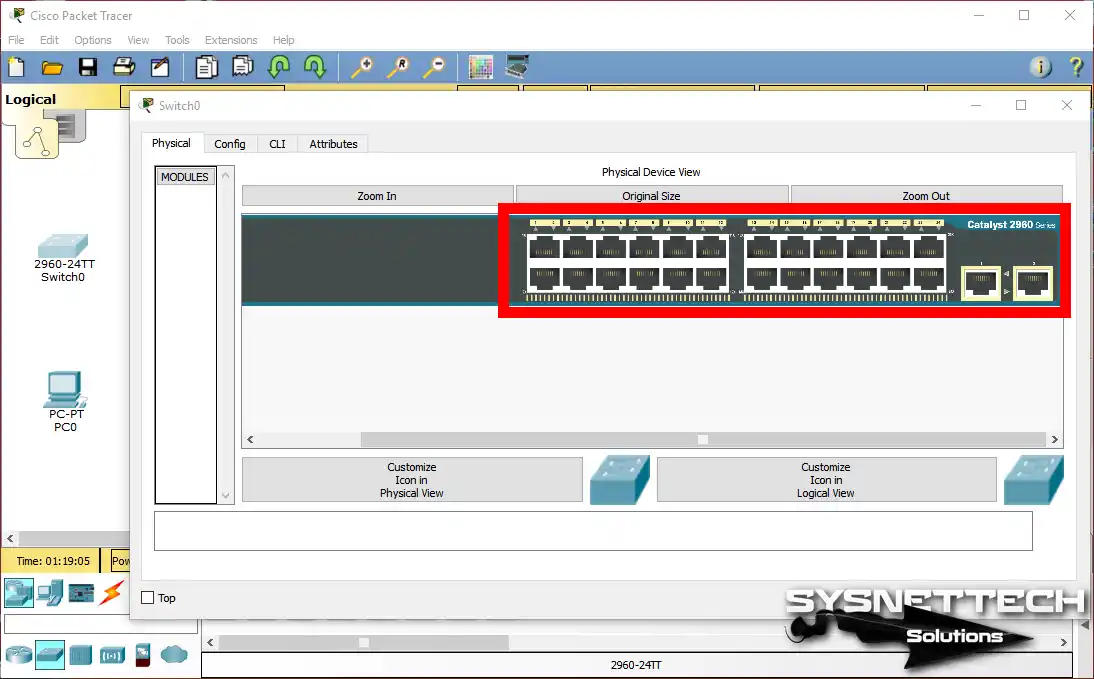 Cisco Packet Tracer
File Edit Options View Tools Extensions Help
R
i ?
Logical
Switch0
Physical Config CLI Attributes
MODULES
Physical Device View
Zoom In Original Size Zoom Out
Catalyst 2960 Series
2960-24TT
Switch0
PC-PT
PC0
Customize
Icon in
Physical View
Customize
Icon in
Logical View
Time: 01:19:05 Pow
Top
SYSNETTECH
Solutions
2960-24TT